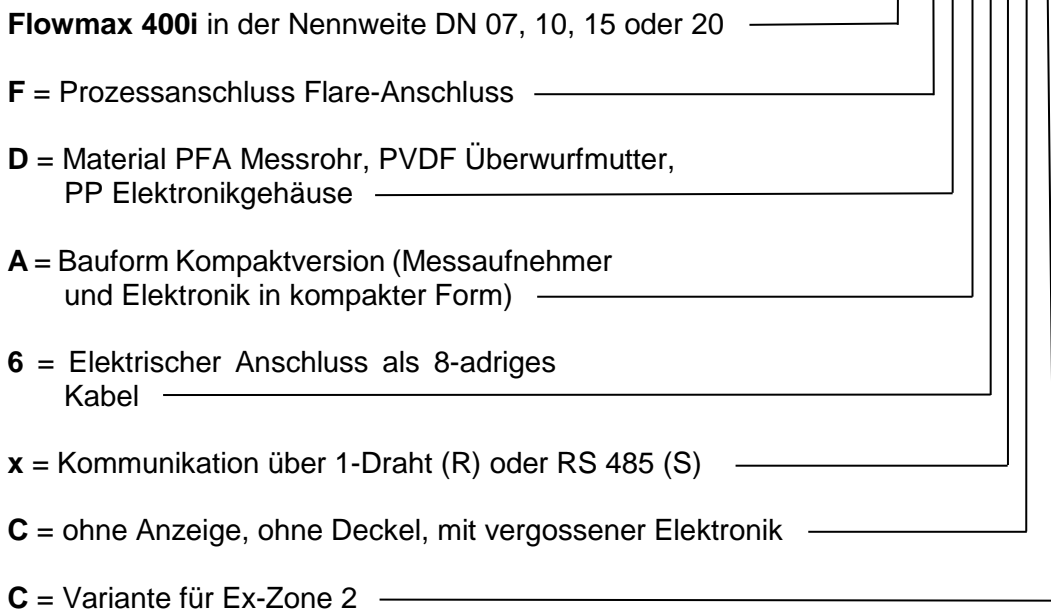 Flowmax 400i in der Nennweite DN 07, 10, 15 oder 20
F = Prozessanschluss Flare-Anschluss
D = Material PFA Messrohr, PVDF Überwurfmutter,
PP Elektronikgehäuse
A = Bauform Kompaktversion (Messaufnehmer
und Elektronik in kompakter Form)
6 = Elektrischer Anschluss als 8-adriges
Kabel
x = Kommunikation über 1-Draht (R) oder RS 485 (S)
C = ohne Anzeige, ohne Deckel, mit vergossener Elektronik
C = Variante für Ex-Zone 2